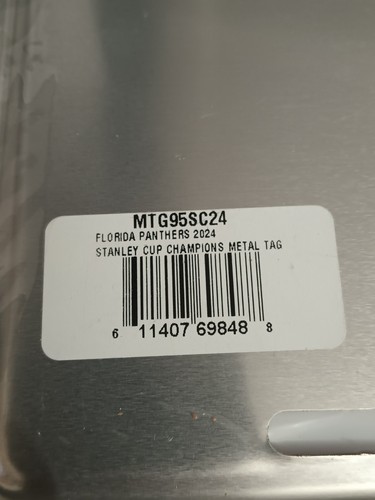 MTG95SC24
FLORIDA PANTHERS 2024
STANLEY CUP CHAMPIONS METAL TAG
6 11407 69848 8